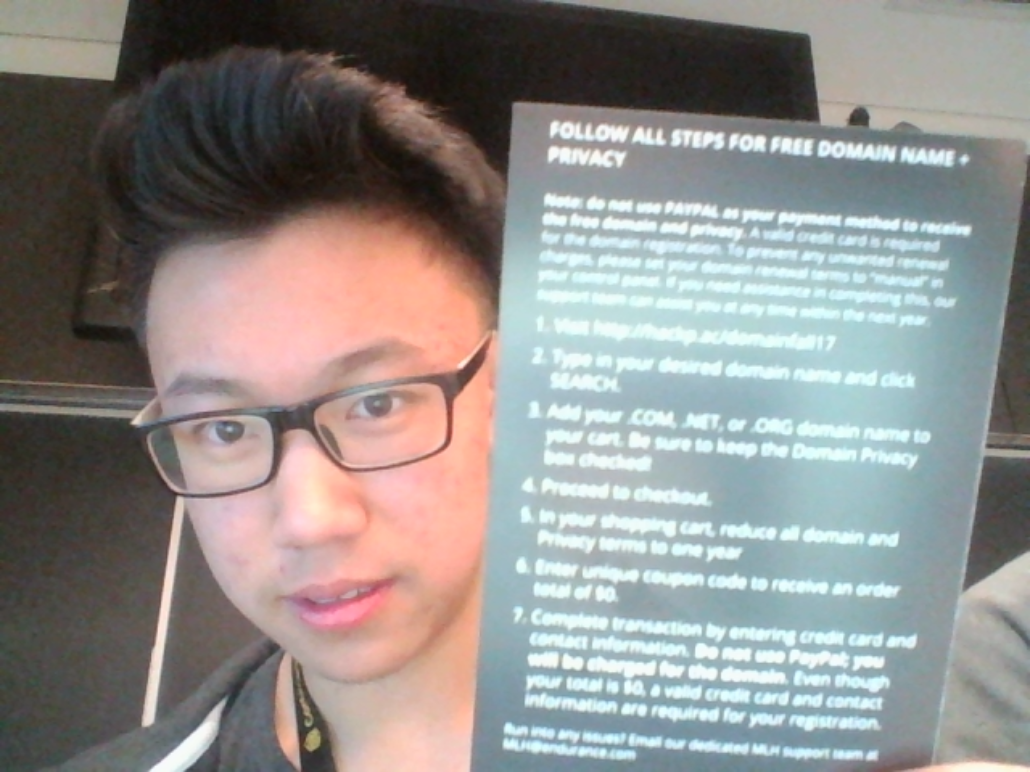 FOLLOW ALL STEPS FOR FREE DOMAIN NAME +
PRIVACY
Note: do not use PAYPAL as your payment method to receive
the free domain and privacy. A valid credit card is required
for the domain registration. To prevent any unwanted renewal
charges, please set your domain renewal terms to "manual" in
your control panel. If you need assistance in completing this, our
support team can assist you at any time within the next year.
1. Visit http://hackp.ac/domainfall17
2. Type in your desired domain name and click
SEARCH.
3. Add your .COM, .NET, or .ORG domain name to
your cart. Be sure to keep the Domain Privacy
box checked!
4. Proceed to checkout.
5. In your shopping cart, reduce all domain and
Privacy terms to one year
6. Enter unique coupon code to receive an order
total of $0.
7. Complete transaction by entering credit card and
contact information. Do not use PayPal; you
will be charged for the domain. Even though
your total is $0, a valid credit card and contact
information are required for your registration.
Run into any issues? Email our dedicated MLH support team at
MLH@endurance.com